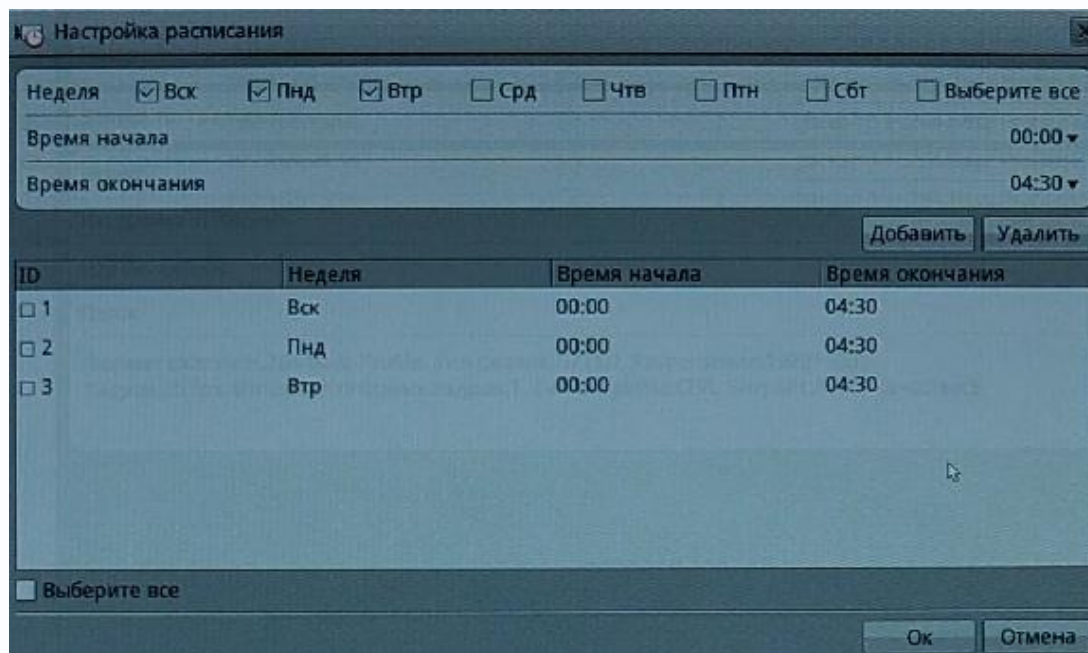 Настройка расписания
Неделя Вск Пнд Втр Срд Чтв Птн Сбт Выберите все
Время начала 00:00
Время окончания 04:30
Добавить Удалить
ID Неделя Время начала Время окончания
1 Вск 00:00 04:30
2 Пнд 00:00 04:30
3 Втр 00:00 04:30
Выберите все
Ок Отмена